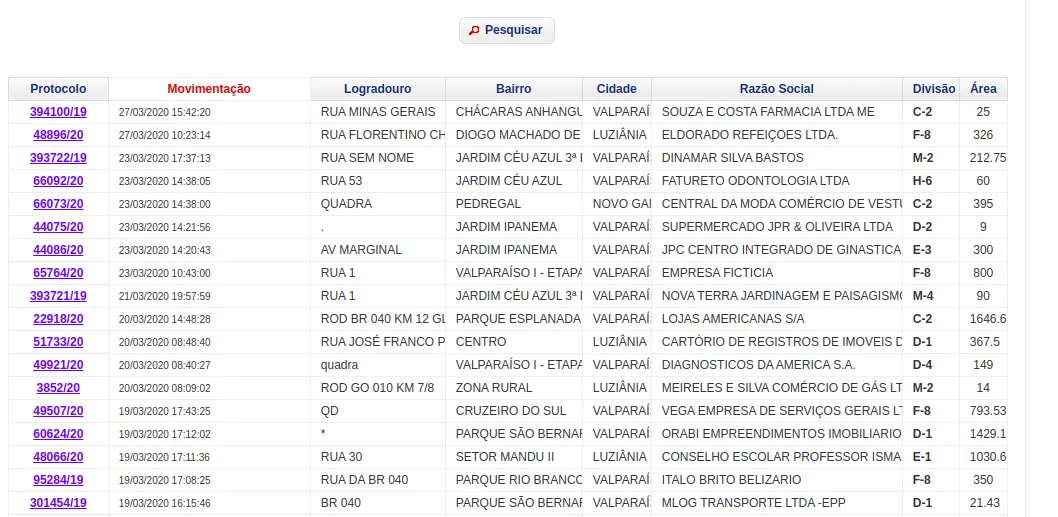 Pesquisar
Protocolo Movimentação Logradouro Bairro Cidade Razão Social Divisão Área
394100/19 27/03/2020 15:42:20 RUA MINAS GERAIS CHÁCARAS ANHANGU VALPARAÍ SOUZA E COSTA FARMACIA LTDA ME C-2 25
48896/20 27/03/2020 10:23:14 RUA FLORENTINO CH DIOGO MACHADO DE LUZIÂNIA ELDORADO REFEIÇOES LTDA. F-8 326
393722/19 23/03/2020 17:37:13 RUA SEM NOME JARDIM CÉU AZUL 3ª VALPARAÍ DINAMAR SILVA BASTOS M-2 212.75
66092/20 23/03/2020 14:38:05 RUA 53 JARDIM CÉU AZUL VALPARAÍ FATURETO ODONTOLOGIA LTDA H-6 60
66073/20 23/03/2020 14:38:00 QUADRA PEDREGAL NOVO GAM CENTRAL DA MODA COMÉRCIO DE VESTU C-2 395
44075/20 23/03/2020 14:21:56 . JARDIM IPANEMA VALPARAÍ SUPERMERCADO JPR & OLIVEIRA LTDA D-2 9
44086/20 23/03/2020 14:20:43 AV MARGINAL JARDIM IPANEMA VALPARAÍ JPC CENTRO INTEGRADO DE GINASTICA E-3 300
65764/20 23/03/2020 10:43:00 RUA 1 VALPARAÍSO I - ETAPA VALPARAÍ EMPRESA FICTICIA F-8 800
393721/19 21/03/2020 19:57:59 RUA 1 JARDIM CÉU AZUL 3ª VALPARAÍ NOVA TERRA JARDINAGEM E PAISAGISMO M-4 90
22918/20 20/03/2020 14:48:28 ROD BR 040 KM 12 GL PARQUE ESPLANADA VALPARAÍ LOJAS AMERICANAS S/A C-2 1646.6
51733/20 20/03/2020 08:48:40 RUA JOSÉ FRANCO P CENTRO LUZIÂNIA CARTÓRIO DE REGISTROS DE IMOVEIS D D-1 367.5
49921/20 20/03/2020 08:40:27 quadra VALPARAÍSO I - ETAPA VALPARAÍ DIAGNOSTICOS DA AMERICA S.A. D-4 149
3852/20 20/03/2020 08:09:02 ROD GO 010 KM 7/8 ZONA RURAL LUZIÂNIA MEIRELES E SILVA COMÉRCIO DE GÁS LT M-2 14
49507/20 19/03/2020 17:43:25 QD CRUZEIRO DO SUL VALPARAÍ VEGA EMPRESA DE SERVIÇOS GERAIS LT F-8 793.53
60624/20 19/03/2020 17:12:02 * PARQUE SÃO BERNAR VALPARAÍ ORABI EMPREENDIMENTOS IMOBILIARIO D-1 1429.1
48066/20 19/03/2020 17:11:36 RUA 30 SETOR MANDU II LUZIÂNIA CONSELHO ESCOLAR PROFESSOR ISMA E-1 1030.6
95284/19 19/03/2020 17:08:25 RUA DA BR 040 PARQUE RIO BRANCO VALPARAÍ ITALO BRITO BELIZARIO F-8 350
301454/19 19/03/2020 16:15:46 BR 040 PARQUE SÃO BERNAR VALPARAÍ MLOG TRANSPORTE LTDA -EPP D-1 21.43